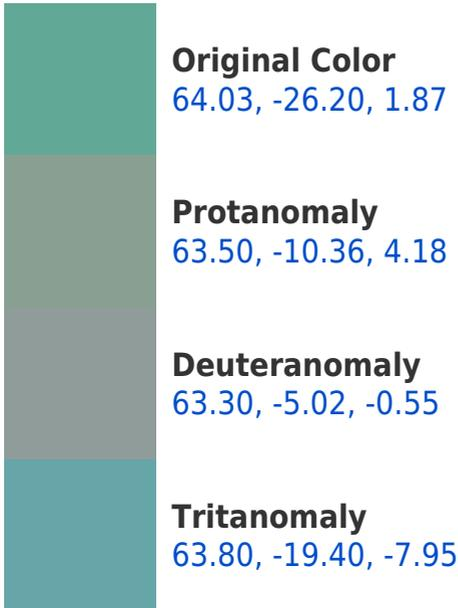 Original Color
64.03, -26.20, 1.87
Protanomaly
63.50, -10.36, 4.18
Deuteranomaly
63.30, -5.02, -0.55
Tritanomaly
63.80, -19.40, -7.95